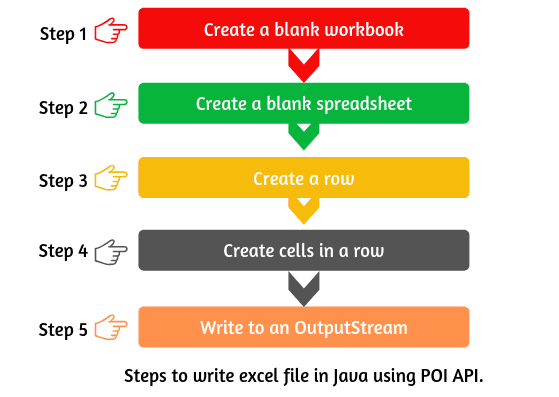 Step 1 Create a blank workbook
Step 2 Create a blank spreadsheet
Step 3 Create a row
Step 4 Create cells in a row
Step 5 Write to an OutputStream
Steps to write excel file in Java using POI API.